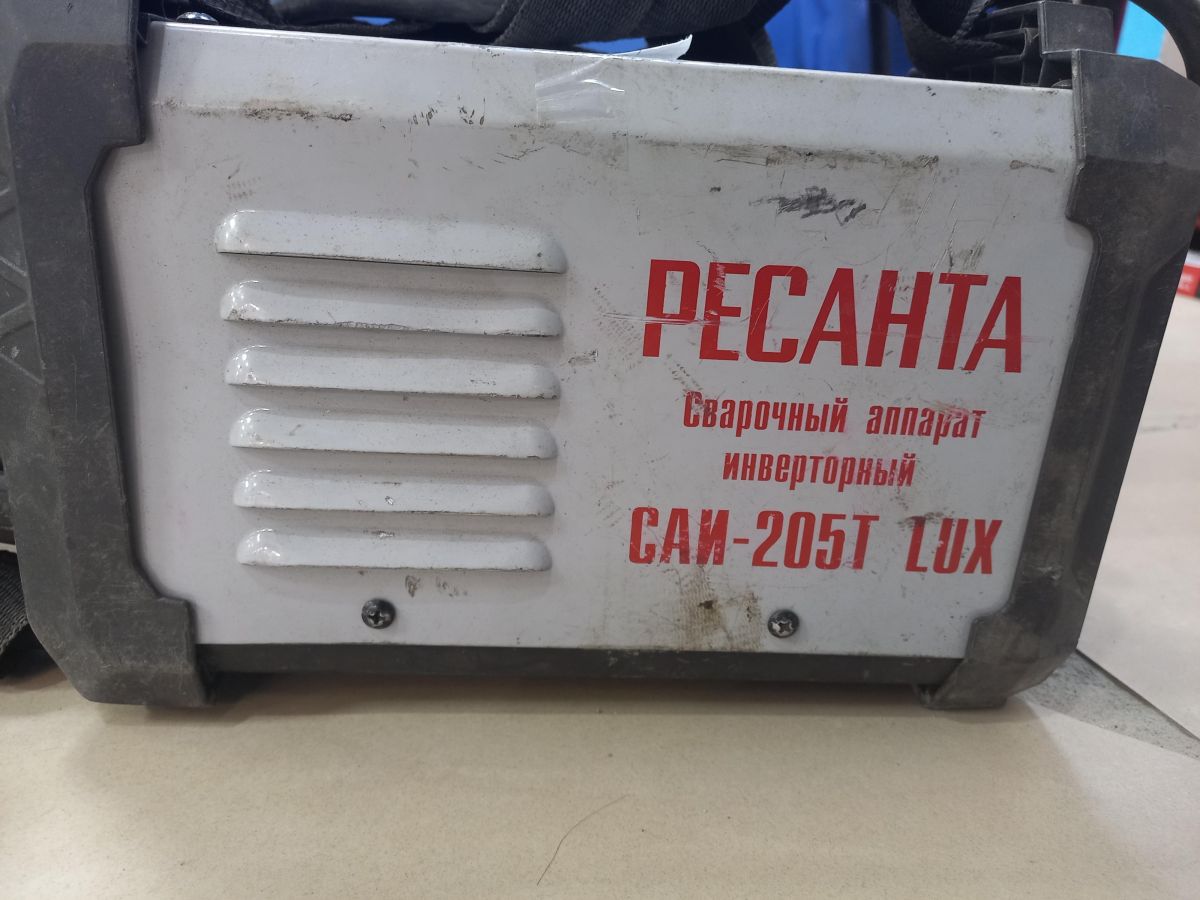 РЕСАНТА
Сварочный аппарат
инверторный
САИ-205Т LUX